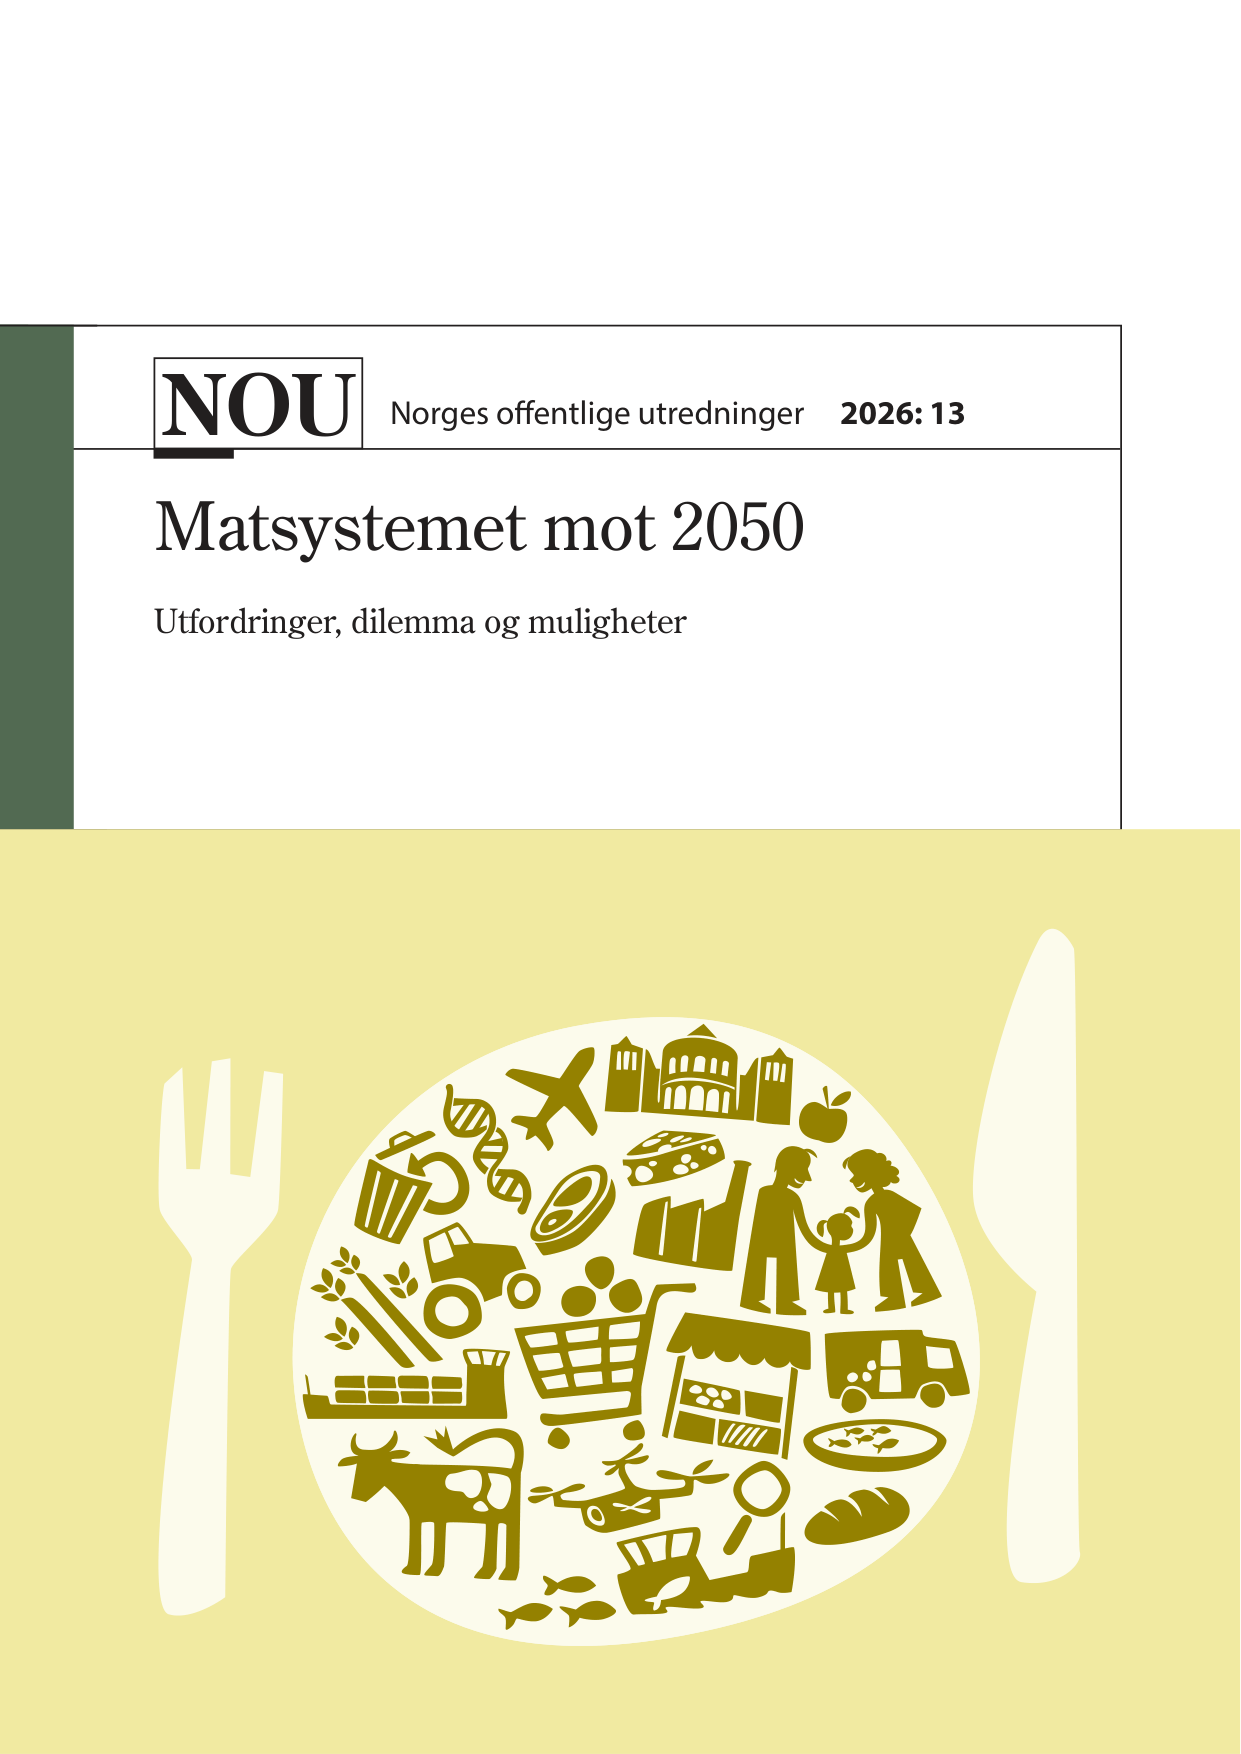 NOU Norges offentlige utredninger 2026: 13
Matsystemet mot 2050
Utfordringer, dilemma og muligheter